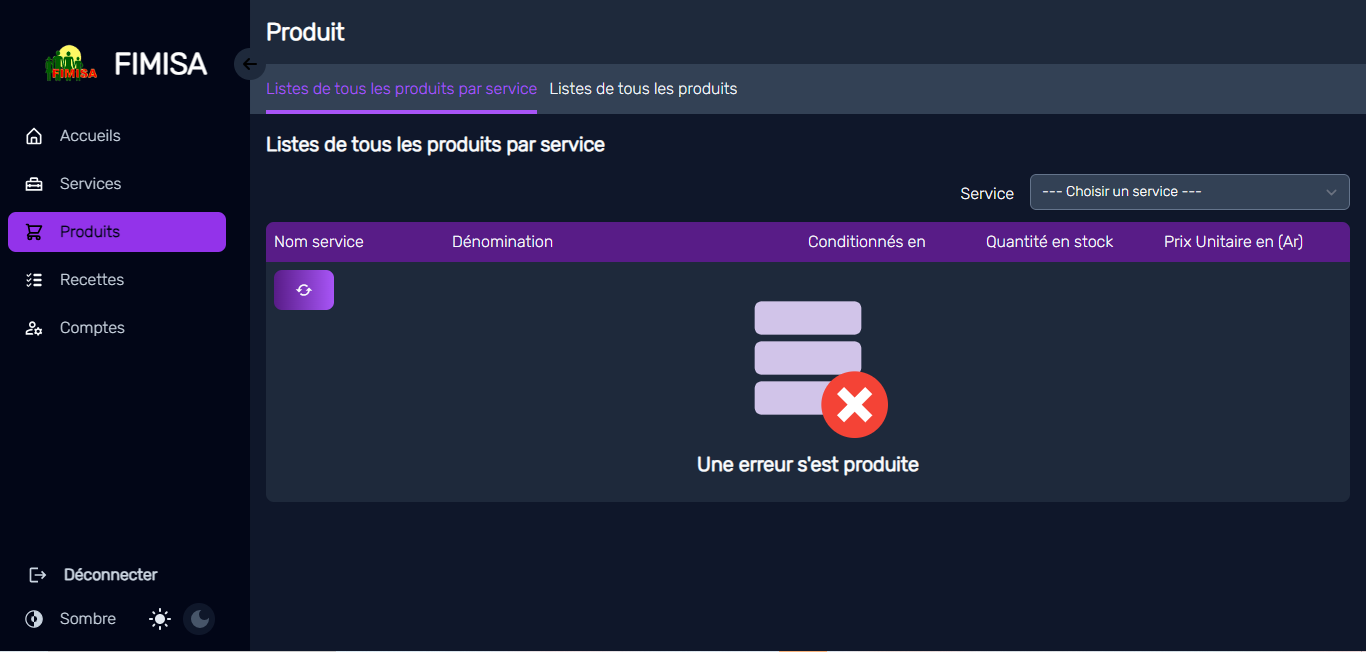 FIMISA
FIMISA
Accueils
Services
Produits
Recettes
Comptes
Déconnecter
Sombre
Produit
Listes de tous les produits par service Listes de tous les produits
Listes de tous les produits par service
Service --- Choisir un service ---
Nom service Dénomination Conditionnés en Quantité en stock Prix Unitaire en (Ar)
Une erreur s'est produite